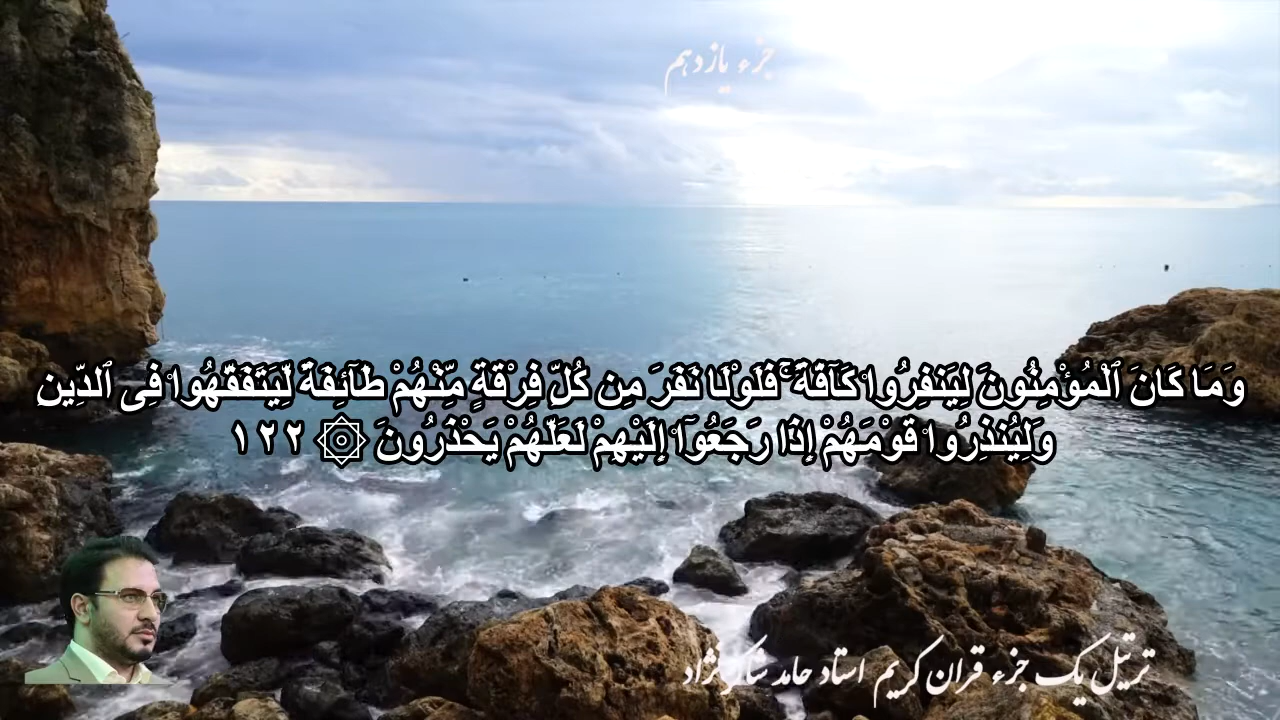 جزء یازدهم
وَمَا كَانَ ٱلْمُؤْمِنُونَ لِيَنفِرُوا۟ كَآفَّةً ۚ فَلَوْلَا نَفَرَ مِن كُلِّ فِرْقَةٍ مِّنْهُمْ طَآئِفَةٌ لِّيَتَفَقَّهُوا۟ فِى ٱلدِّينِ
وَلِيُنذِرُوا۟ قَوْمَهُمْ إِذَا رَجَعُوٓا۟ إِلَيْهِمْ لَعَلَّهُمْ يَحْذَرُونَ ۞ ١٢٢
ترتیل یک جزء قران کریم استاد حامد شاکرنژاد